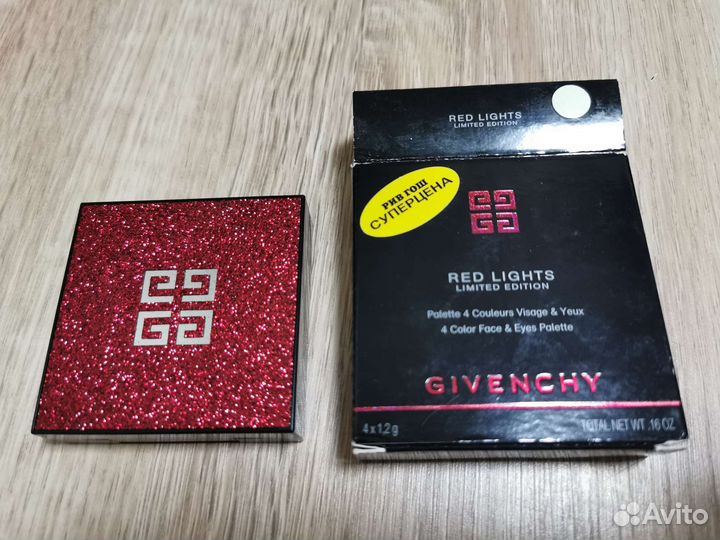 RED LIGHTS
LIMITED EDITION
РИВ ГОШ
СУПЕРЦЕНА
RED LIGHTS
LIMITED EDITION
Palette 4 Couleurs Visage & Yeux
4 Color Face & Eyes Palette
GIVENCHY
4 x 1,2 g
TOTAL NET WT. .16 OZ
Avito